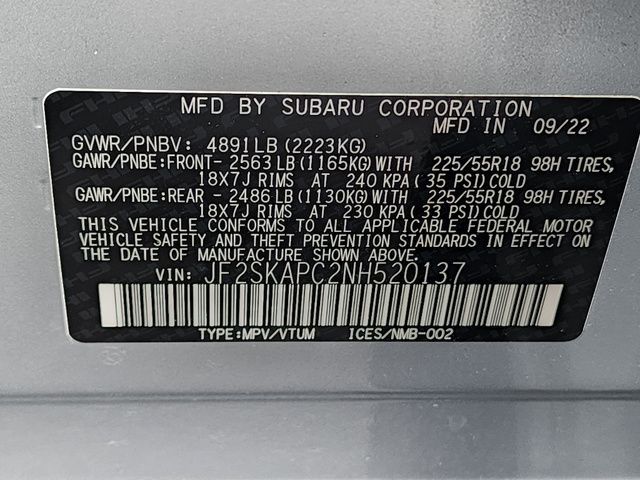 MFD BY SUBARU CORPORATION
MFD IN 09/22
GVWR/PNBV: 4891LB(2223KG)
GAWR/PNBE:FRONT- 2563LB(1165KG)WITH 225/55R18 98H TIRES,
18X7J RIMS AT 240 KPA(35 PSI)COLD
GAWR/PNBE:REAR - 2486LB(1130KG)WITH 225/55R18 98H TIRES,
18X7J RIMS AT 230 KPA(33 PSI)COLD
THIS VEHICLE CONFORMS TO ALL APPLICABLE FEDERAL MOTOR
VEHICLE SAFETY AND THEFT PREVENTION STANDARDS IN EFFECT ON
THE DATE OF MANUFACTURE SHOWN ABOVE.
VIN: JF2SKAPC2NH520137
TYPE:MPV/VTUM ICES/NMB-002